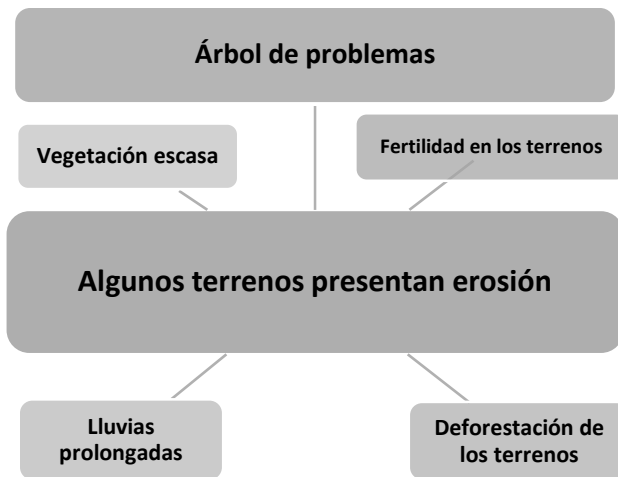 Árbol de problemas
Vegetación escasa
Fertilidad en los terrenos
Algunos terrenos presentan erosión
Lluvias
prolongadas
Deforestación de
los terrenos